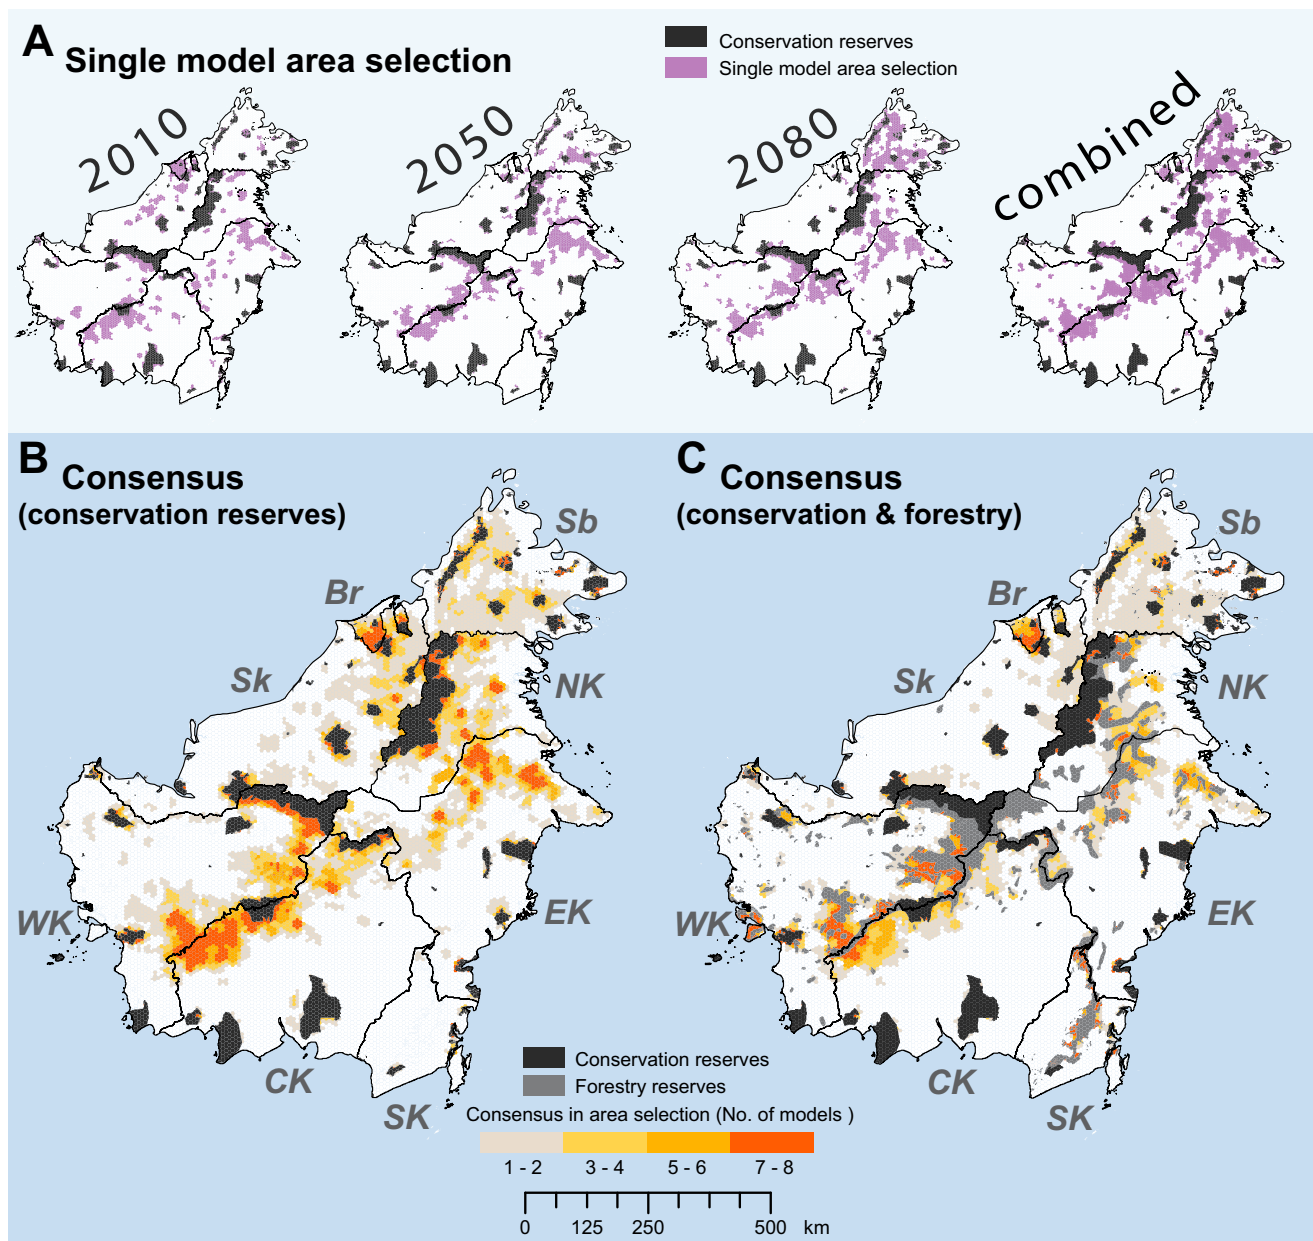 A
Single model area selection
Conservation reserves
Single model area selection
2010
2050
2080
combined
B
Consensus
(conservation reserves)
Sb
Br
Sk
NK
WK
EK
CK
SK
C
Consensus
(conservation & forestry)
Sb
Br
Sk
NK
WK
EK
CK
SK
Conservation reserves
Forestry reserves
Consensus in area selection (No. of models )
1 - 2 3 - 4 5 - 6 7 - 8
0 125 250 500 km